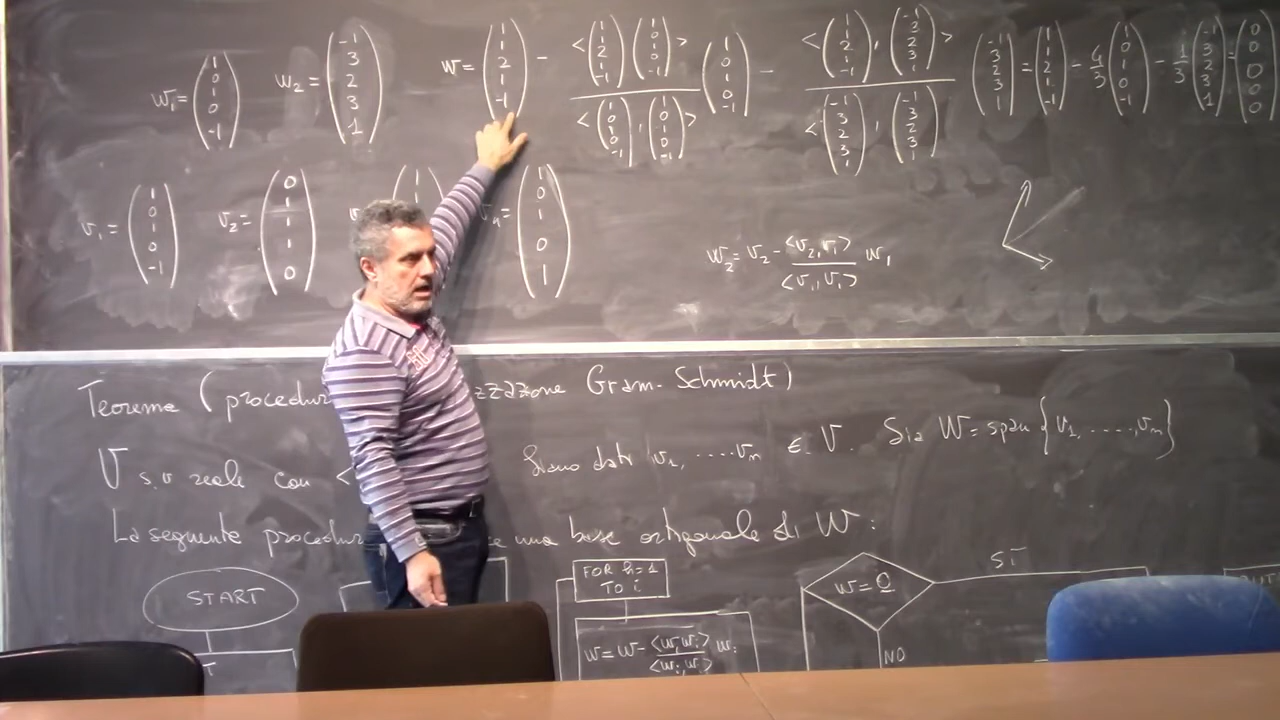 w₁= (1 0 1 0 -1) w₂= (-1 3 2 3 1) w= (1 1 2 1 -1) - <(1 1 2 1 -1) (1 0 1 0 -1)> / <(1 0 1 0 -1), (1 0 1 0 -1)> (1 0 1 0 -1) - <(1 1 2 1 -1), (-1 3 2 3 1)> / <(-1 3 2 3 1), (-1 3 2 3 1)> (-1 3 2 3 1) = (1 1 2 1 -1) - 4/3 (1 0 1 0 -1) - 1/3 (-1 3 2 3 1) = (0 0 0 0 0)
v₁= (1 0 1 0 -1) v₂= (0 1 1 1 0) = (1 0 1 0 1)
w₂= v₂ - <v₂,v₁> / <v₁,v₁> w₁
Teorema (procedur zzazione Gram-Schmidt)
V s.v reale con < Siano dati v₁, ....vₙ ∈ V. Sia W= span {v₁, ....,vₙ}
La seguente procedur una base ortogonale di W:
START
FOR h=1
TO i
w= w - <w,wᵢ> / <wᵢ,wᵢ> wᵢ
w= 0
SI
NO